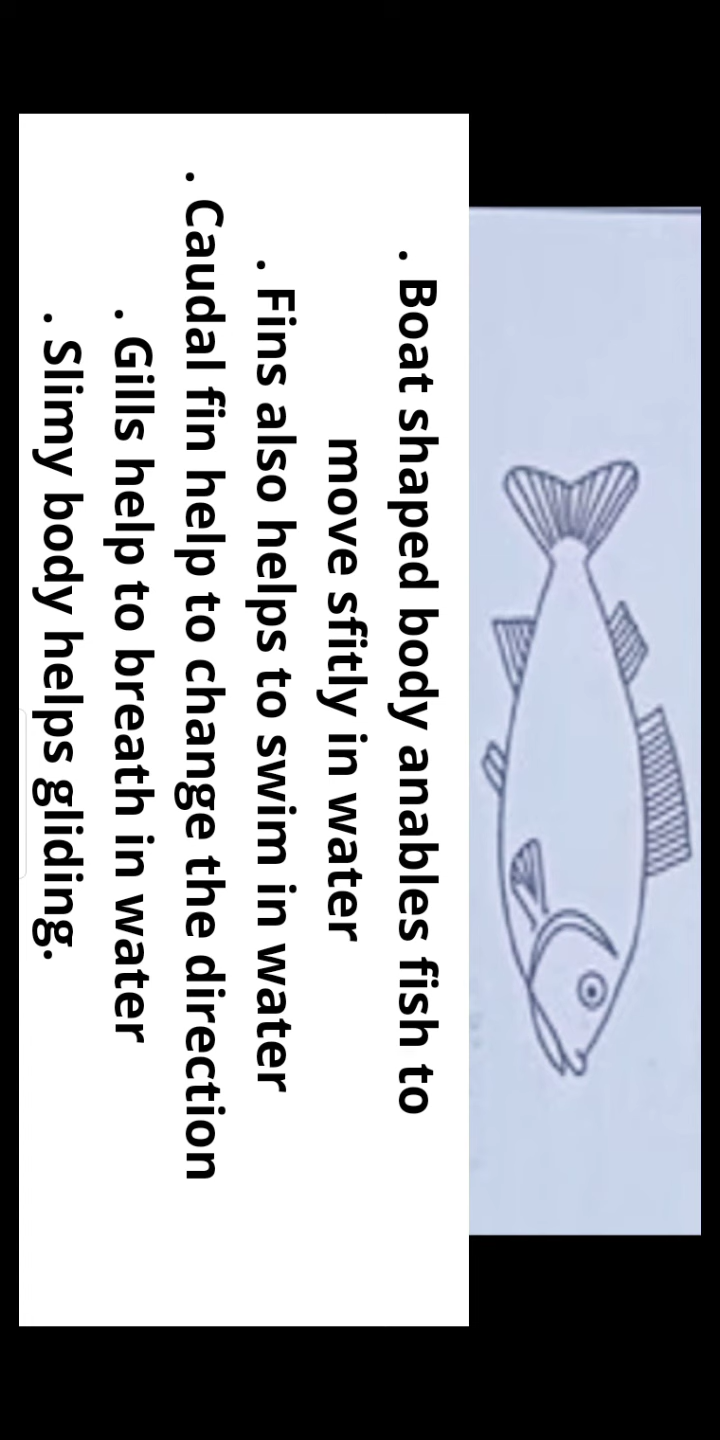 . Boat shaped body anables fish to
move sfitly in water
. Fins also helps to swim in water
. Caudal fin help to change the direction
. Gills help to breath in water
. Slimy body helps gliding.